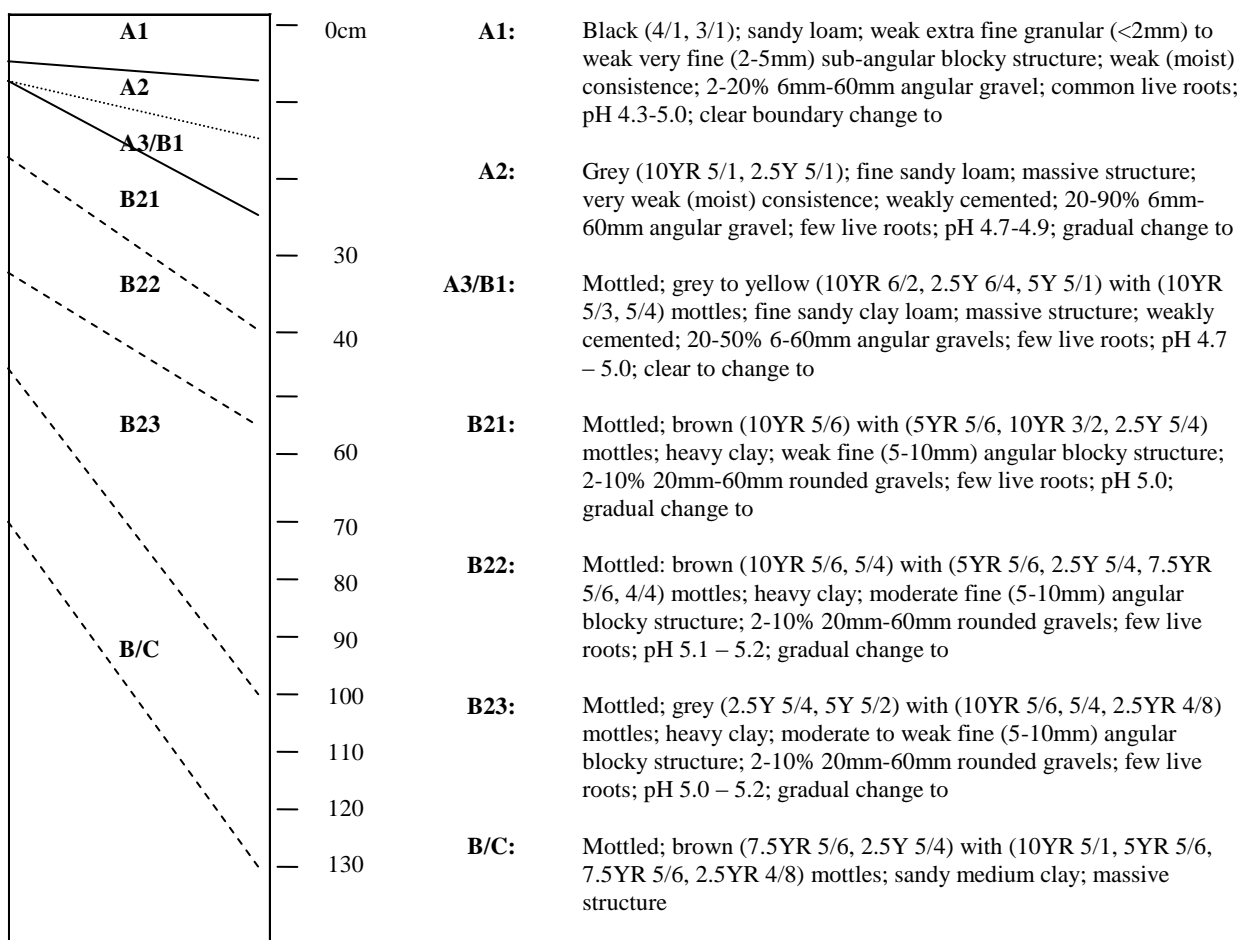 A1
A2
A3/B1
B21
B22
B23
B/C
0cm
30
40
60
70
80
90
100
110
120
130
A1: Black (4/1, 3/1); sandy loam; weak extra fine granular (<2mm) to
weak very fine (2-5mm) sub-angular blocky structure; weak (moist)
consistence; 2-20% 6mm-60mm angular gravel; common live roots;
pH 4.3-5.0; clear boundary change to
A2: Grey (10YR 5/1, 2.5Y 5/1); fine sandy loam; massive structure;
very weak (moist) consistence; weakly cemented; 20-90% 6mm-
60mm angular gravel; few live roots; pH 4.7-4.9; gradual change to
A3/B1: Mottled; grey to yellow (10YR 6/2, 2.5Y 6/4, 5Y 5/1) with (10YR
5/3, 5/4) mottles; fine sandy clay loam; massive structure; weakly
cemented; 20-50% 6-60mm angular gravels; few live roots; pH 4.7
– 5.0; clear to change to
B21: Mottled; brown (10YR 5/6) with (5YR 5/6, 10YR 3/2, 2.5Y 5/4)
mottles; heavy clay; weak fine (5-10mm) angular blocky structure;
2-10% 20mm-60mm rounded gravels; few live roots; pH 5.0;
gradual change to
B22: Mottled: brown (10YR 5/6, 5/4) with (5YR 5/6, 2.5Y 5/4, 7.5YR
5/6, 4/4) mottles; heavy clay; moderate fine (5-10mm) angular
blocky structure; 2-10% 20mm-60mm rounded gravels; few live
roots; pH 5.1 – 5.2; gradual change to
B23: Mottled; grey (2.5Y 5/4, 5Y 5/2) with (10YR 5/6, 5/4, 2.5YR 4/8)
mottles; heavy clay; moderate to weak fine (5-10mm) angular
blocky structure; 2-10% 20mm-60mm rounded gravels; few live
roots; pH 5.0 – 5.2; gradual change to
B/C: Mottled; brown (7.5YR 5/6, 2.5Y 5/4) with (10YR 5/1, 5YR 5/6,
7.5YR 5/6, 2.5YR 4/8) mottles; sandy medium clay; massive
structure